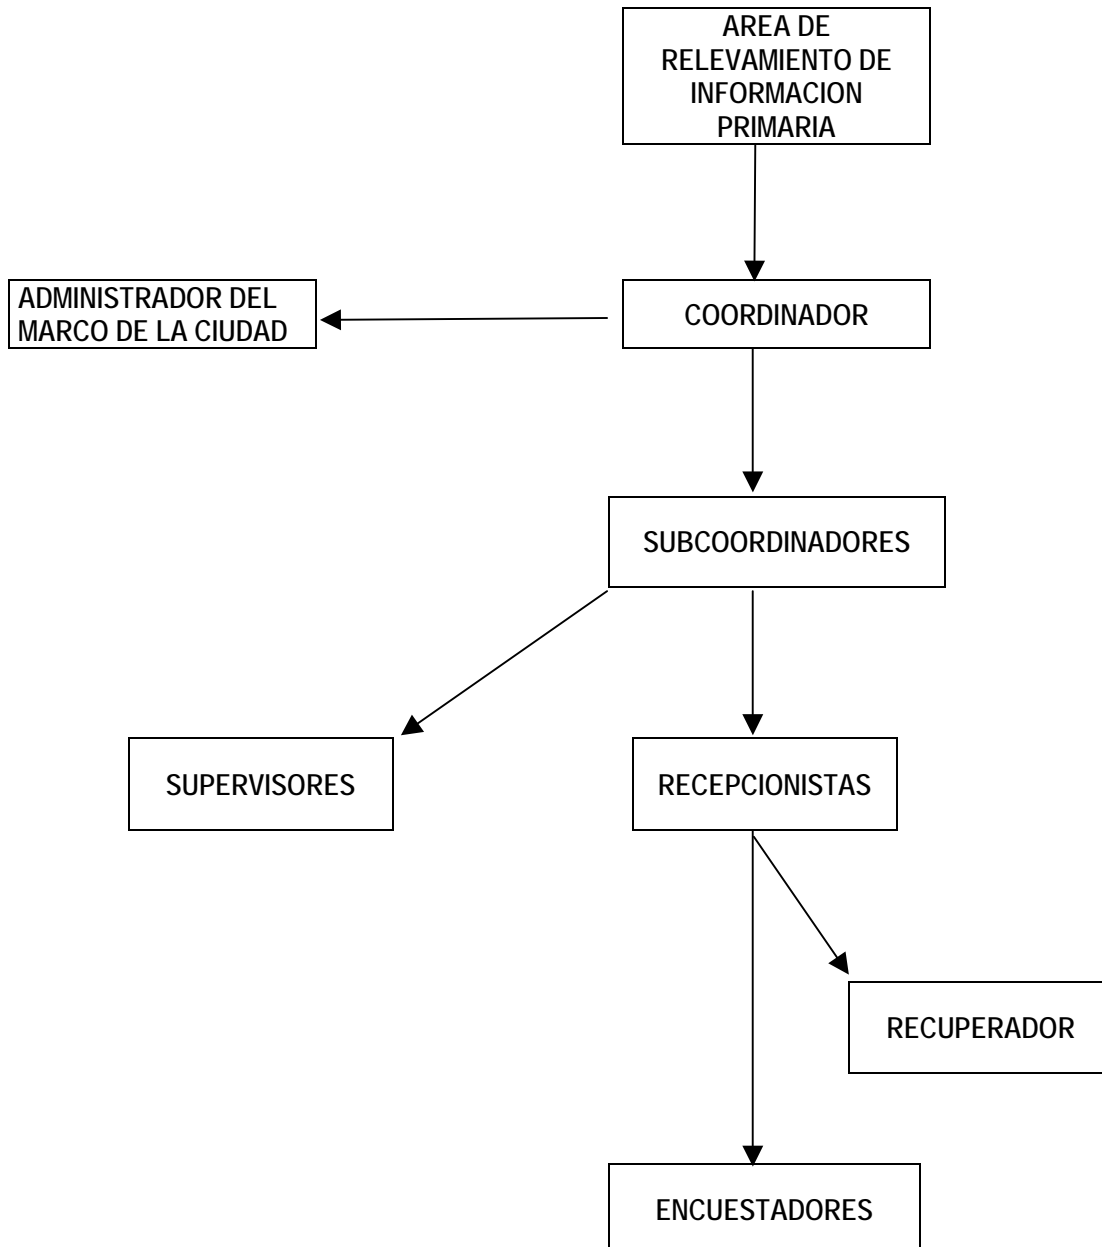 AREA DE
RELEVAMIENTO DE
INFORMACION
PRIMARIA
ADMINISTRADOR DEL
MARCO DE LA CIUDAD
COORDINADOR
SUBCOORDINADORES
SUPERVISORES
RECEPCIONISTAS
RECUPERADOR
ENCUESTADORES